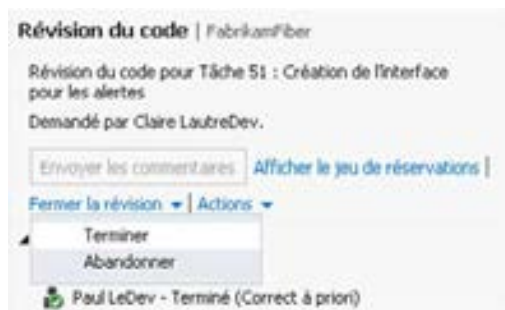 Révision du code | FabrikamFiber
Révision du code pour Tâche 51 : Création de l'interface
pour les alertes
Demandé par Claire LautreDev.
Envoyer les commentaires Afficher le jeu de réservations |
Fermer la révision | Actions
Terminer
Abandonner
Paul LeDev - Terminé (Correct à priori)